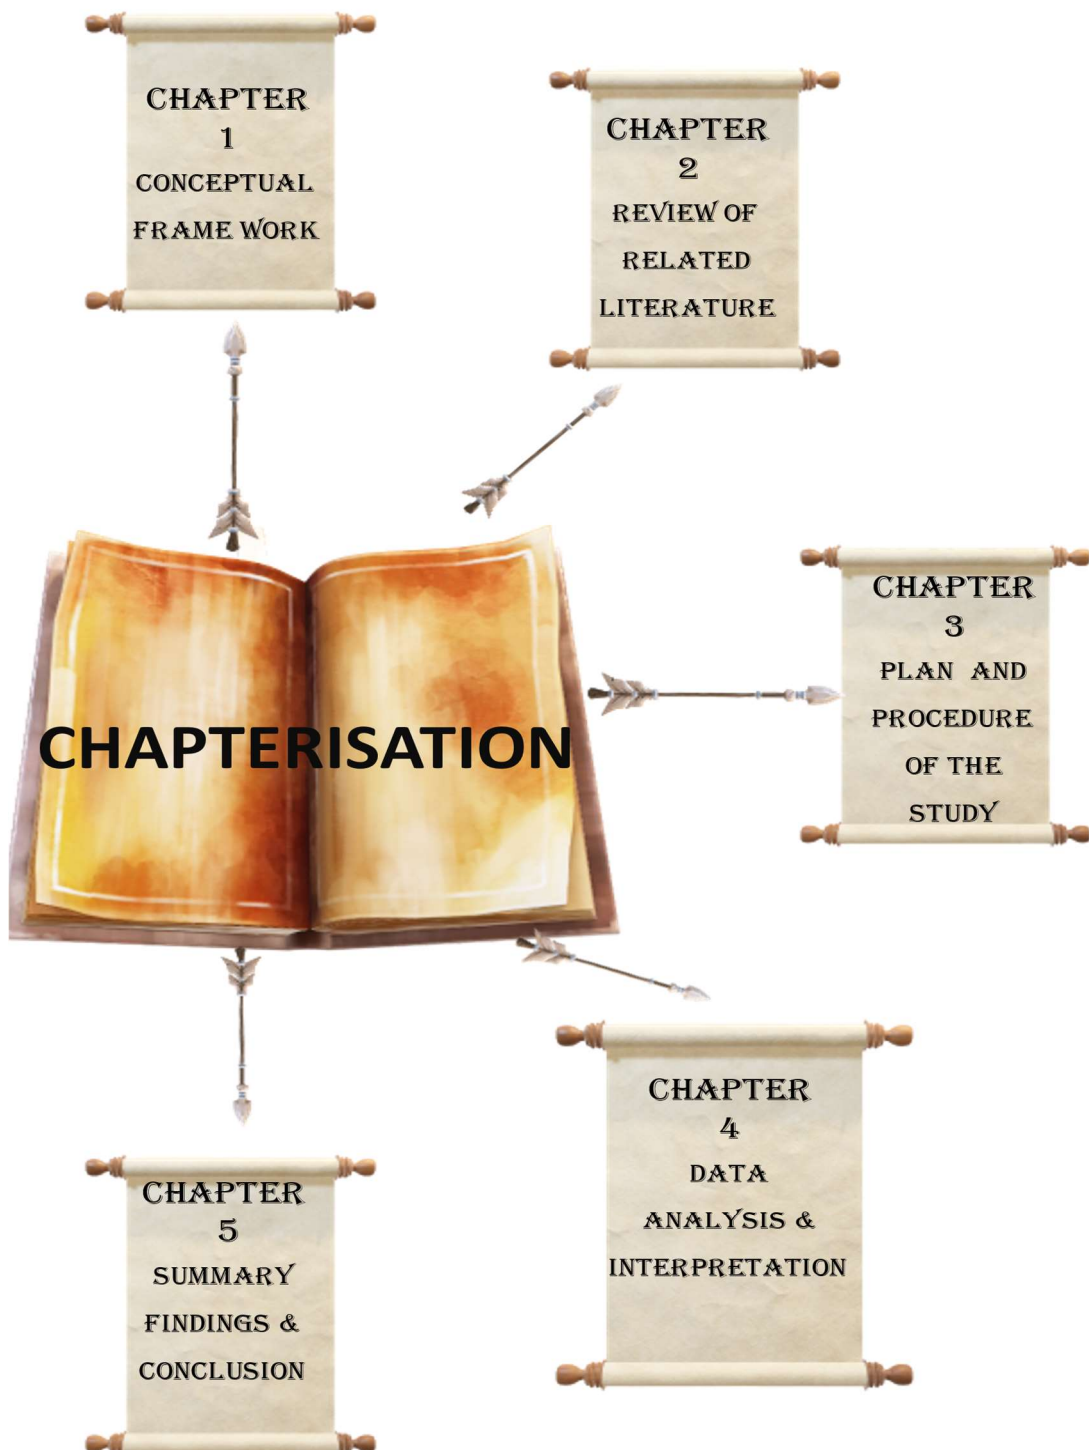 CHAPTER
1
CONCEPTUAL
FRAME WORK
CHAPTER
2
REVIEW OF
RELATED
LITERATURE
CHAPTER
3
PLAN AND
PROCEDURE
OF THE
STUDY
CHAPTERISATION
CHAPTER
4
DATA
ANALYSIS &
INTERPRETATION
CHAPTER
5
SUMMARY
FINDINGS &
CONCLUSION